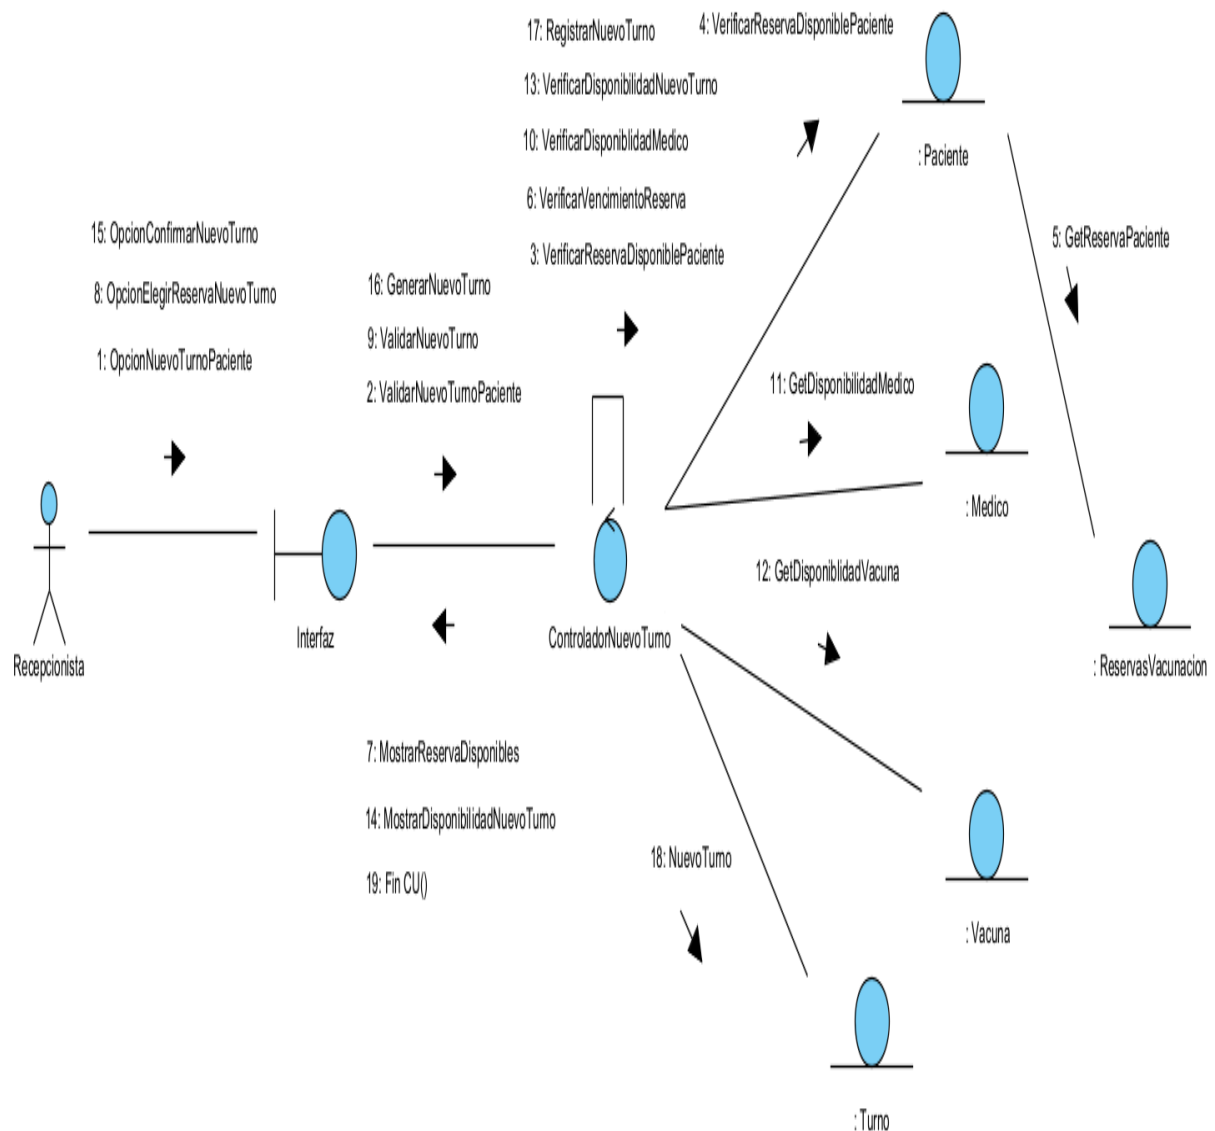 17: RegistrarNuevoTurno
4: VerificarReservaDisponiblePaciente
13: VerificarDisponibilidadNuevoTurno
10: VerificarDisponiblidadMedico
: Paciente
6: VerificarVencimientoReserva
15: OpcionConfirmarNuevoTurno
5: GetReservaPaciente
3: VerificarReservaDisponiblePaciente
8: OpcionElegirReservaNuevoTurno
16: GenerarNuevoTurno
9: ValidarNuevoTurno
1: OpcionNuevoTurnoPaciente
2: ValidarNuevoTurnoPaciente
11: GetDisponibilidadMedico
: Medico
12: GetDisponiblidadVacuna
Recepcionista
Interfaz
ControladorNuevoTurno
: ReservasVacunacion
7: MostrarReservaDisponibles
14: MostrarDisponibilidadNuevoTurno
18: NuevoTurno
19: Fin CU()
: Vacuna
: Turno